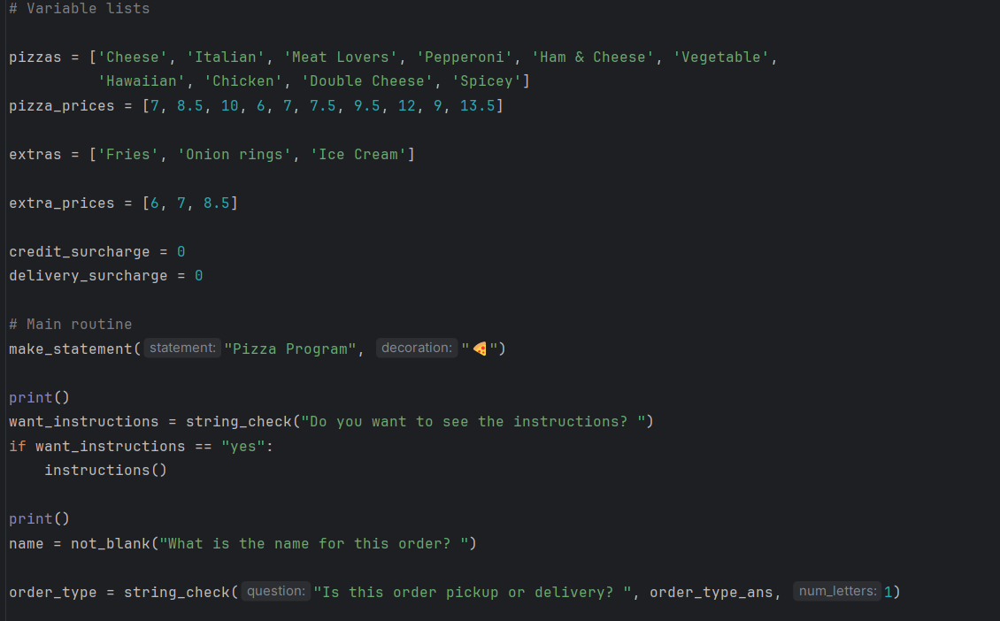 # Variable lists
pizzas = ['Cheese', 'Italian', 'Meat Lovers', 'Pepperoni', 'Ham & Cheese', 'Vegetable',
'Hawaiian', 'Chicken', 'Double Cheese', 'Spicey']
pizza_prices = [7, 8.5, 10, 6, 7, 7.5, 9.5, 12, 9, 13.5]
extras = ['Fries', 'Onion rings', 'Ice Cream']
extra_prices = [6, 7, 8.5]
credit_surcharge = 0
delivery_surcharge = 0
# Main routine
make_statement( statement: "Pizza Program", decoration: "🍕")
print()
want_instructions = string_check("Do you want to see the instructions? ")
if want_instructions == "yes":
    instructions()
print()
name = not_blank("What is the name for this order? ")
order_type = string_check( question: "Is this order pickup or delivery? ", order_type_ans, num_letters: 1)